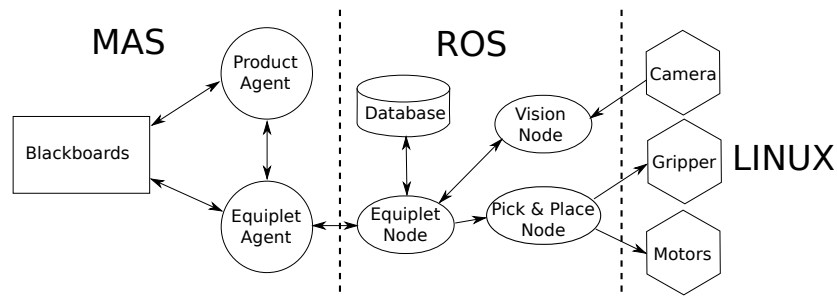 MAS
ROS
LINUX
Product
Agent
Blackboards
Equiplet
Agent
Database
Vision
Node
Equiplet
Node
Pick & Place
Node
Camera
Gripper
Motors